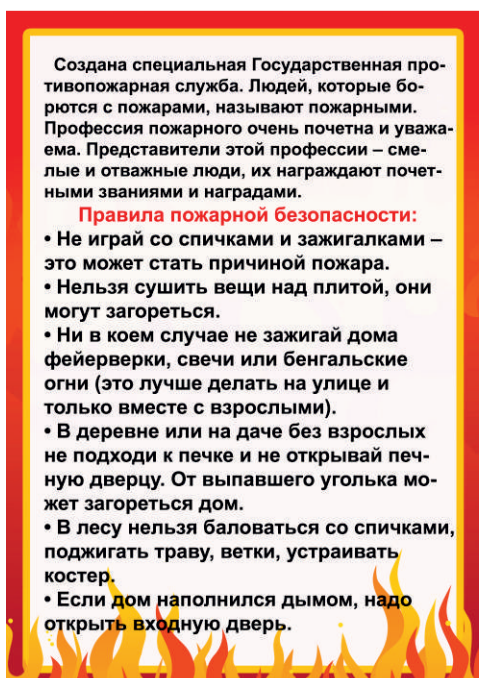 Создана специальная Государственная про-
тивопожарная служба. Людей, которые бо-
рются с пожарами, называют пожарными.
Профессия пожарного очень почетна и уважа-
ема. Представители этой профессии – сме-
лые и отважные люди, их награждают почет-
ными званиями и наградами.
Правила пожарной безопасности:
• Не играй со спичками и зажигалками –
это может стать причиной пожара.
• Нельзя сушить вещи над плитой, они
могут загореться.
• Ни в коем случае не зажигай дома
фейерверки, свечи или бенгальские
огни (это лучше делать на улице и
только вместе с взрослыми).
• В деревне или на даче без взрослых
не подходи к печке и не открывай печ-
ную дверцу. От выпавшего уголька мо-
жет загореться дом.
• В лесу нельзя баловаться со спичками,
поджигать траву, ветки, устраивать
костер.
• Если дом наполнился дымом, надо
открыть входную дверь.